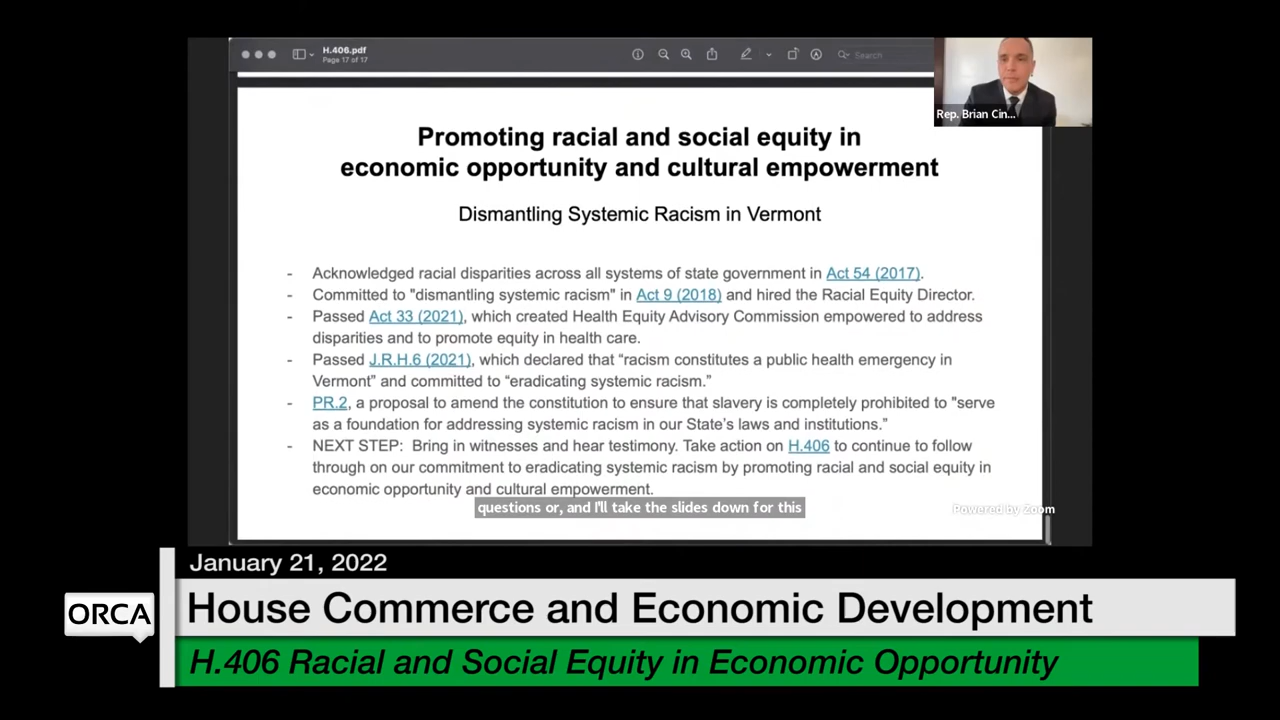 H.406.pdf
Page 17 of 17
Search
Rep. Brian Cin...
Promoting racial and social equity in
economic opportunity and cultural empowerment
Dismantling Systemic Racism in Vermont
- Acknowledged racial disparities across all systems of state government in Act 54 (2017).
- Committed to "dismantling systemic racism" in Act 9 (2018) and hired the Racial Equity Director.
- Passed Act 33 (2021), which created Health Equity Advisory Commission empowered to address
disparities and to promote equity in health care.
- Passed J.R.H.6 (2021), which declared that “racism constitutes a public health emergency in
Vermont” and committed to “eradicating systemic racism.”
- PR.2, a proposal to amend the constitution to ensure that slavery is completely prohibited to "serve
as a foundation for addressing systemic racism in our State’s laws and institutions.”
- NEXT STEP: Bring in witnesses and hear testimony. Take action on H.406 to continue to follow
through on our commitment to eradicating systemic racism by promoting racial and social equity in
economic opportunity and cultural empowerment.
questions or, and I'll take the slides down for this
Powered by Zoom
January 21, 2022
ORCA
House Commerce and Economic Development
H.406 Racial and Social Equity in Economic Opportunity